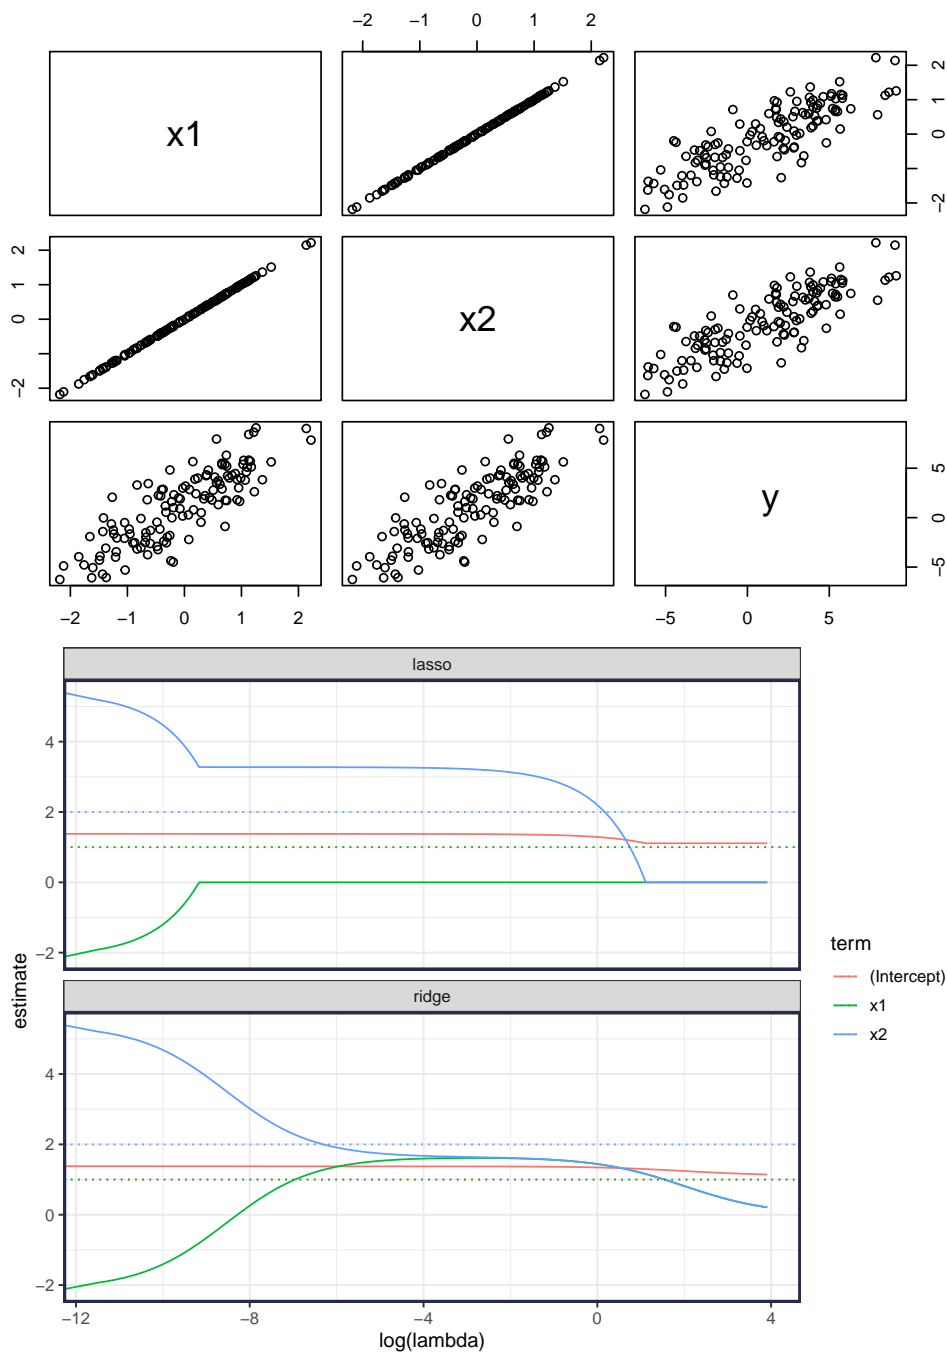 −2 −1 0 1 2
x1
−2 0 1 2
2 0 −2
x2
y
5 0 −5
−2 −1 0 1 2
−5 0 5
lasso
4
2
0
−2
ridge
4
2
0
−2
−12 −8 −4 0 4
log(lambda)
estimate
term
(Intercept)
x1
x2